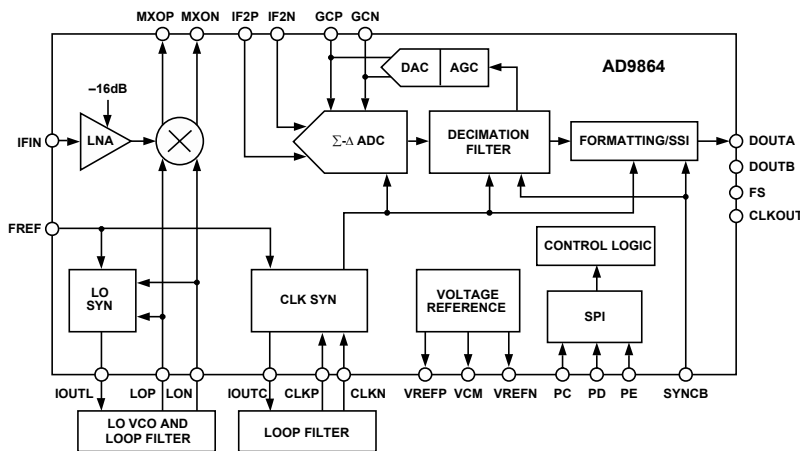 MXOP MXON IF2P IF2N GCP GCN
DAC AGC
AD9864
–16dB
IFIN
LNA
Σ-Δ ADC
DECIMATION
FILTER
FORMATTING/SSI
DOUTA
DOUTB
FS
CLKOUT
FREF
CONTROL LOGIC
LO
SYN
CLK SYN
VOLTAGE
REFERENCE
SPI
IOUTL LOP LON IOUTC CLKP CLKN VREFP VCM VREFN PC PD PE SYNCB
LO VCO AND
LOOP FILTER
LOOP FILTER